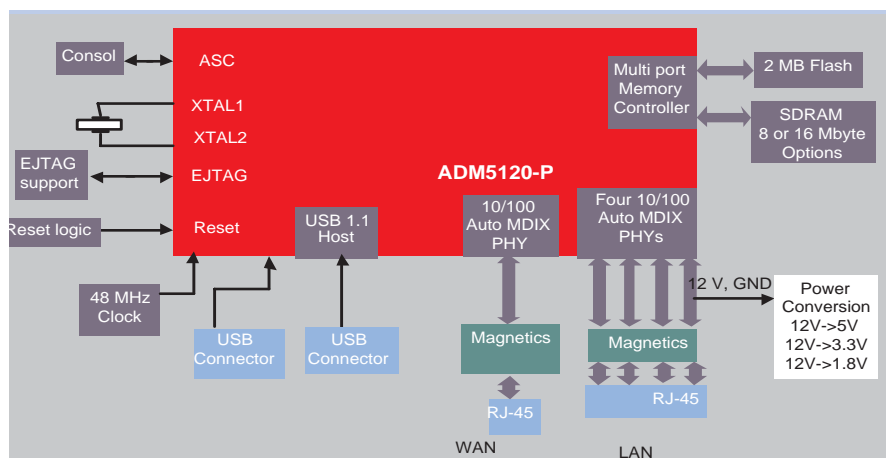 Consol
ASC
XTAL1
XTAL2
EJTAG
support
EJTAG
Reset logic
Reset
48 MHz
Clock
USB 1.1
Host
USB
Connector
USB
Connector
ADM5120-P
10/100
Auto MDIX
PHY
Four 10/100
Auto MDIX
PHYs
Multi port
Memory
Controller
2 MB Flash
SDRAM
8 or 16 Mbyte
Options
12 V, GND
Power
Conversion
12V->5V
12V->3.3V
12V->1.8V
Magnetics
Magnetics
RJ-45
RJ-45
WAN
LAN